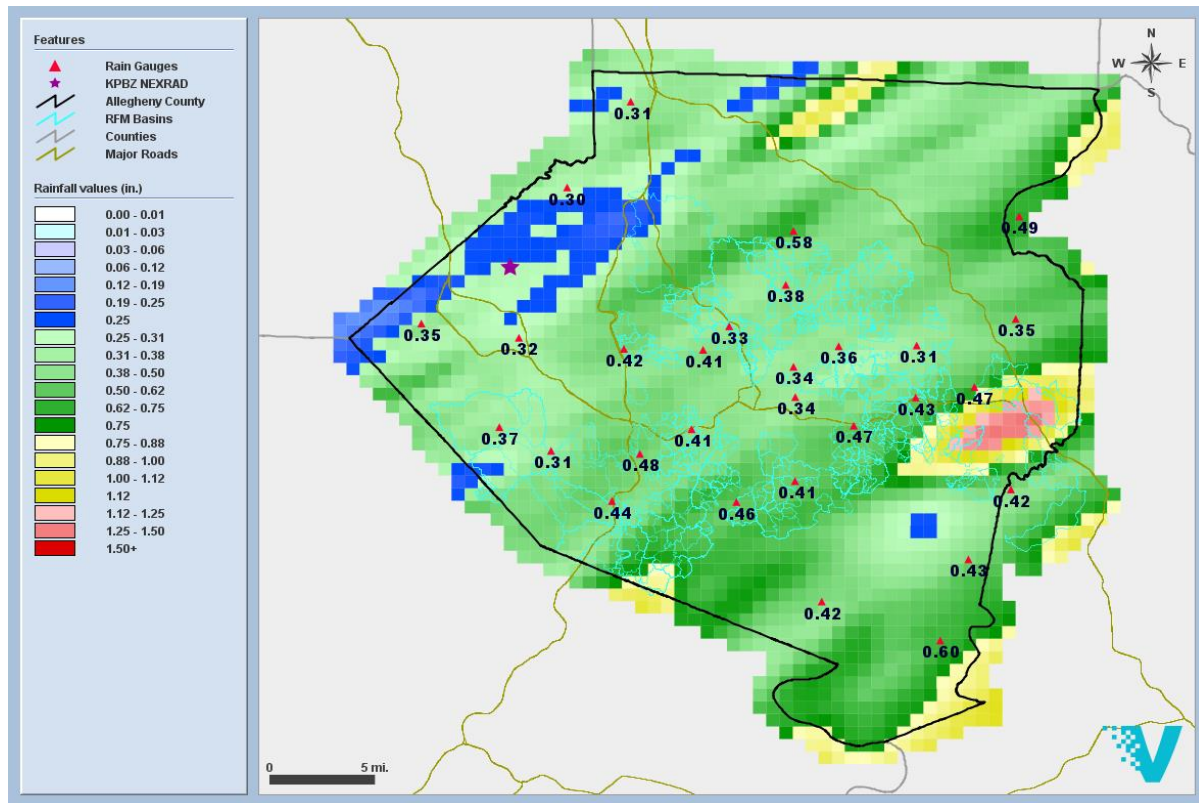 Features
Rain Gauges
KPBZ NEXRAD
Allegheny County
RFM Basins
Counties
Major Roads
Rainfall values (in.)
0.00 - 0.01
0.01 - 0.03
0.03 - 0.06
0.06 - 0.12
0.12 - 0.19
0.19 - 0.25
0.25
0.25 - 0.31
0.31 - 0.38
0.38 - 0.50
0.50 - 0.62
0.62 - 0.75
0.75
0.75 - 0.88
0.88 - 1.00
1.00 - 1.12
1.12
1.12 - 1.25
1.25 - 1.50
1.50+
N
W E
S
0.31
0.30
0.49
0.58
0.38
0.35
0.33
0.35
0.32
0.42
0.41
0.36
0.31
0.34
0.34
0.43
0.47
0.37
0.41
0.47
0.31
0.48
0.41
0.44
0.46
0.42
0.43
0.42
0.60
0 5 mi.
V